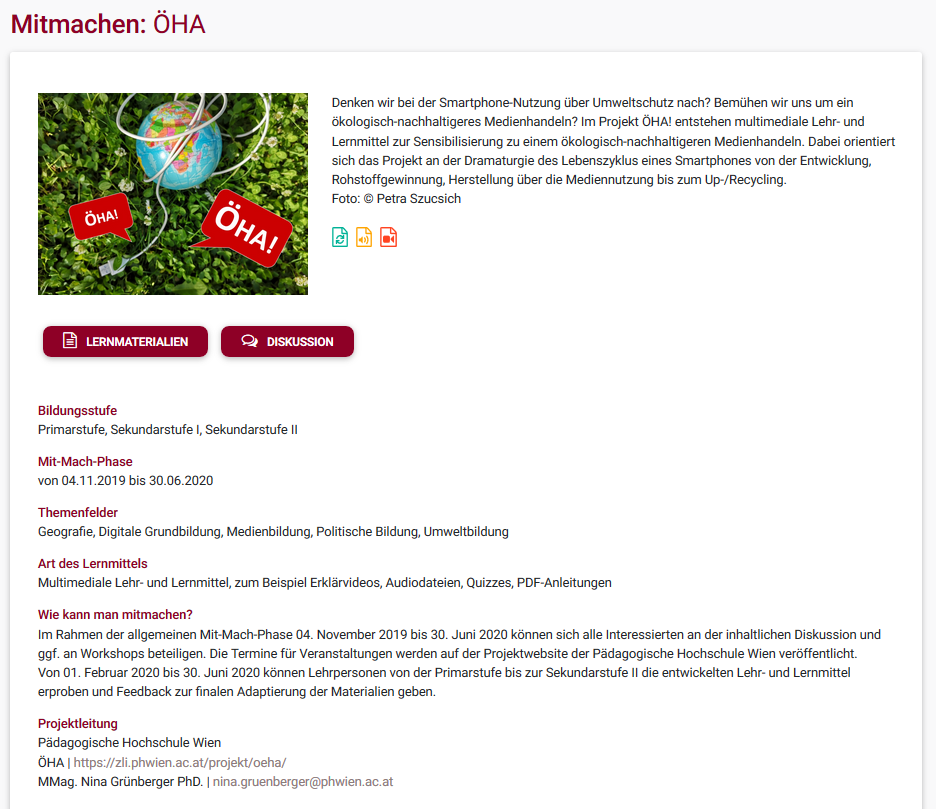 Mitmachen: ÖHA
ÖHA!
ÖHA!
Denken wir bei der Smartphone-Nutzung über Umweltschutz nach? Bemühen wir uns um ein
ökologisch-nachhaltigeres Medienhandeln? Im Projekt ÖHA! entstehen multimediale Lehr- und
Lernmittel zur Sensibilisierung zu einem ökologisch-nachhaltigeren Medienhandeln. Dabei orientiert
sich das Projekt an der Dramaturgie des Lebenszyklus eines Smartphones von der Entwicklung,
Rohstoffgewinnung, Herstellung über die Mediennutzung bis zum Up-/Recycling.
Foto: © Petra Szucsich
LERNMATERIALIEN
DISKUSSION
Bildungsstufe
Primarstufe, Sekundarstufe I, Sekundarstufe II
Mit-Mach-Phase
von 04.11.2019 bis 30.06.2020
Themenfelder
Geografie, Digitale Grundbildung, Medienbildung, Politische Bildung, Umweltbildung
Art des Lernmittels
Multimediale Lehr- und Lernmittel, zum Beispiel Erklärvideos, Audiodateien, Quizzes, PDF-Anleitungen
Wie kann man mitmachen?
Im Rahmen der allgemeinen Mit-Mach-Phase 04. November 2019 bis 30. Juni 2020 können sich alle Interessierten an der inhaltlichen Diskussion und
ggf. an Workshops beteiligen. Die Termine für Veranstaltungen werden auf der Projektwebsite der Pädagogische Hochschule Wien veröffentlicht.
Von 01. Februar 2020 bis 30. Juni 2020 können Lehrpersonen von der Primarstufe bis zur Sekundarstufe II die entwickelten Lehr- und Lernmittel
erproben und Feedback zur finalen Adaptierung der Materialien geben.
Projektleitung
Pädagogische Hochschule Wien
ÖHA | https://zli.phwien.ac.at/projekt/oeha/
MMag. Nina Grünberger PhD. | nina.gruenberger@phwien.ac.at